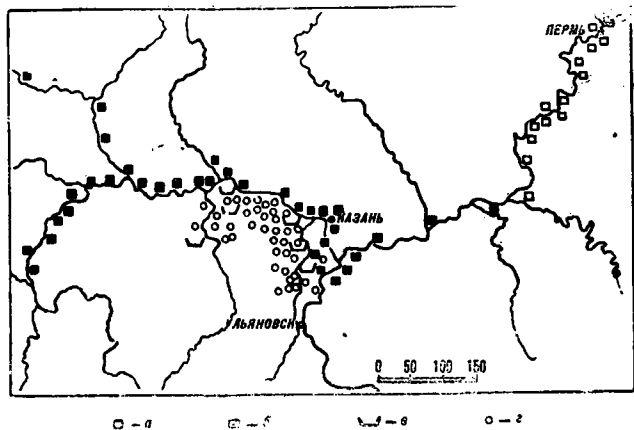 ПЕРМЬ
КАЗАНЬ
УЛЬЯНОВСК
0 50 100 150
— а — б — в — г